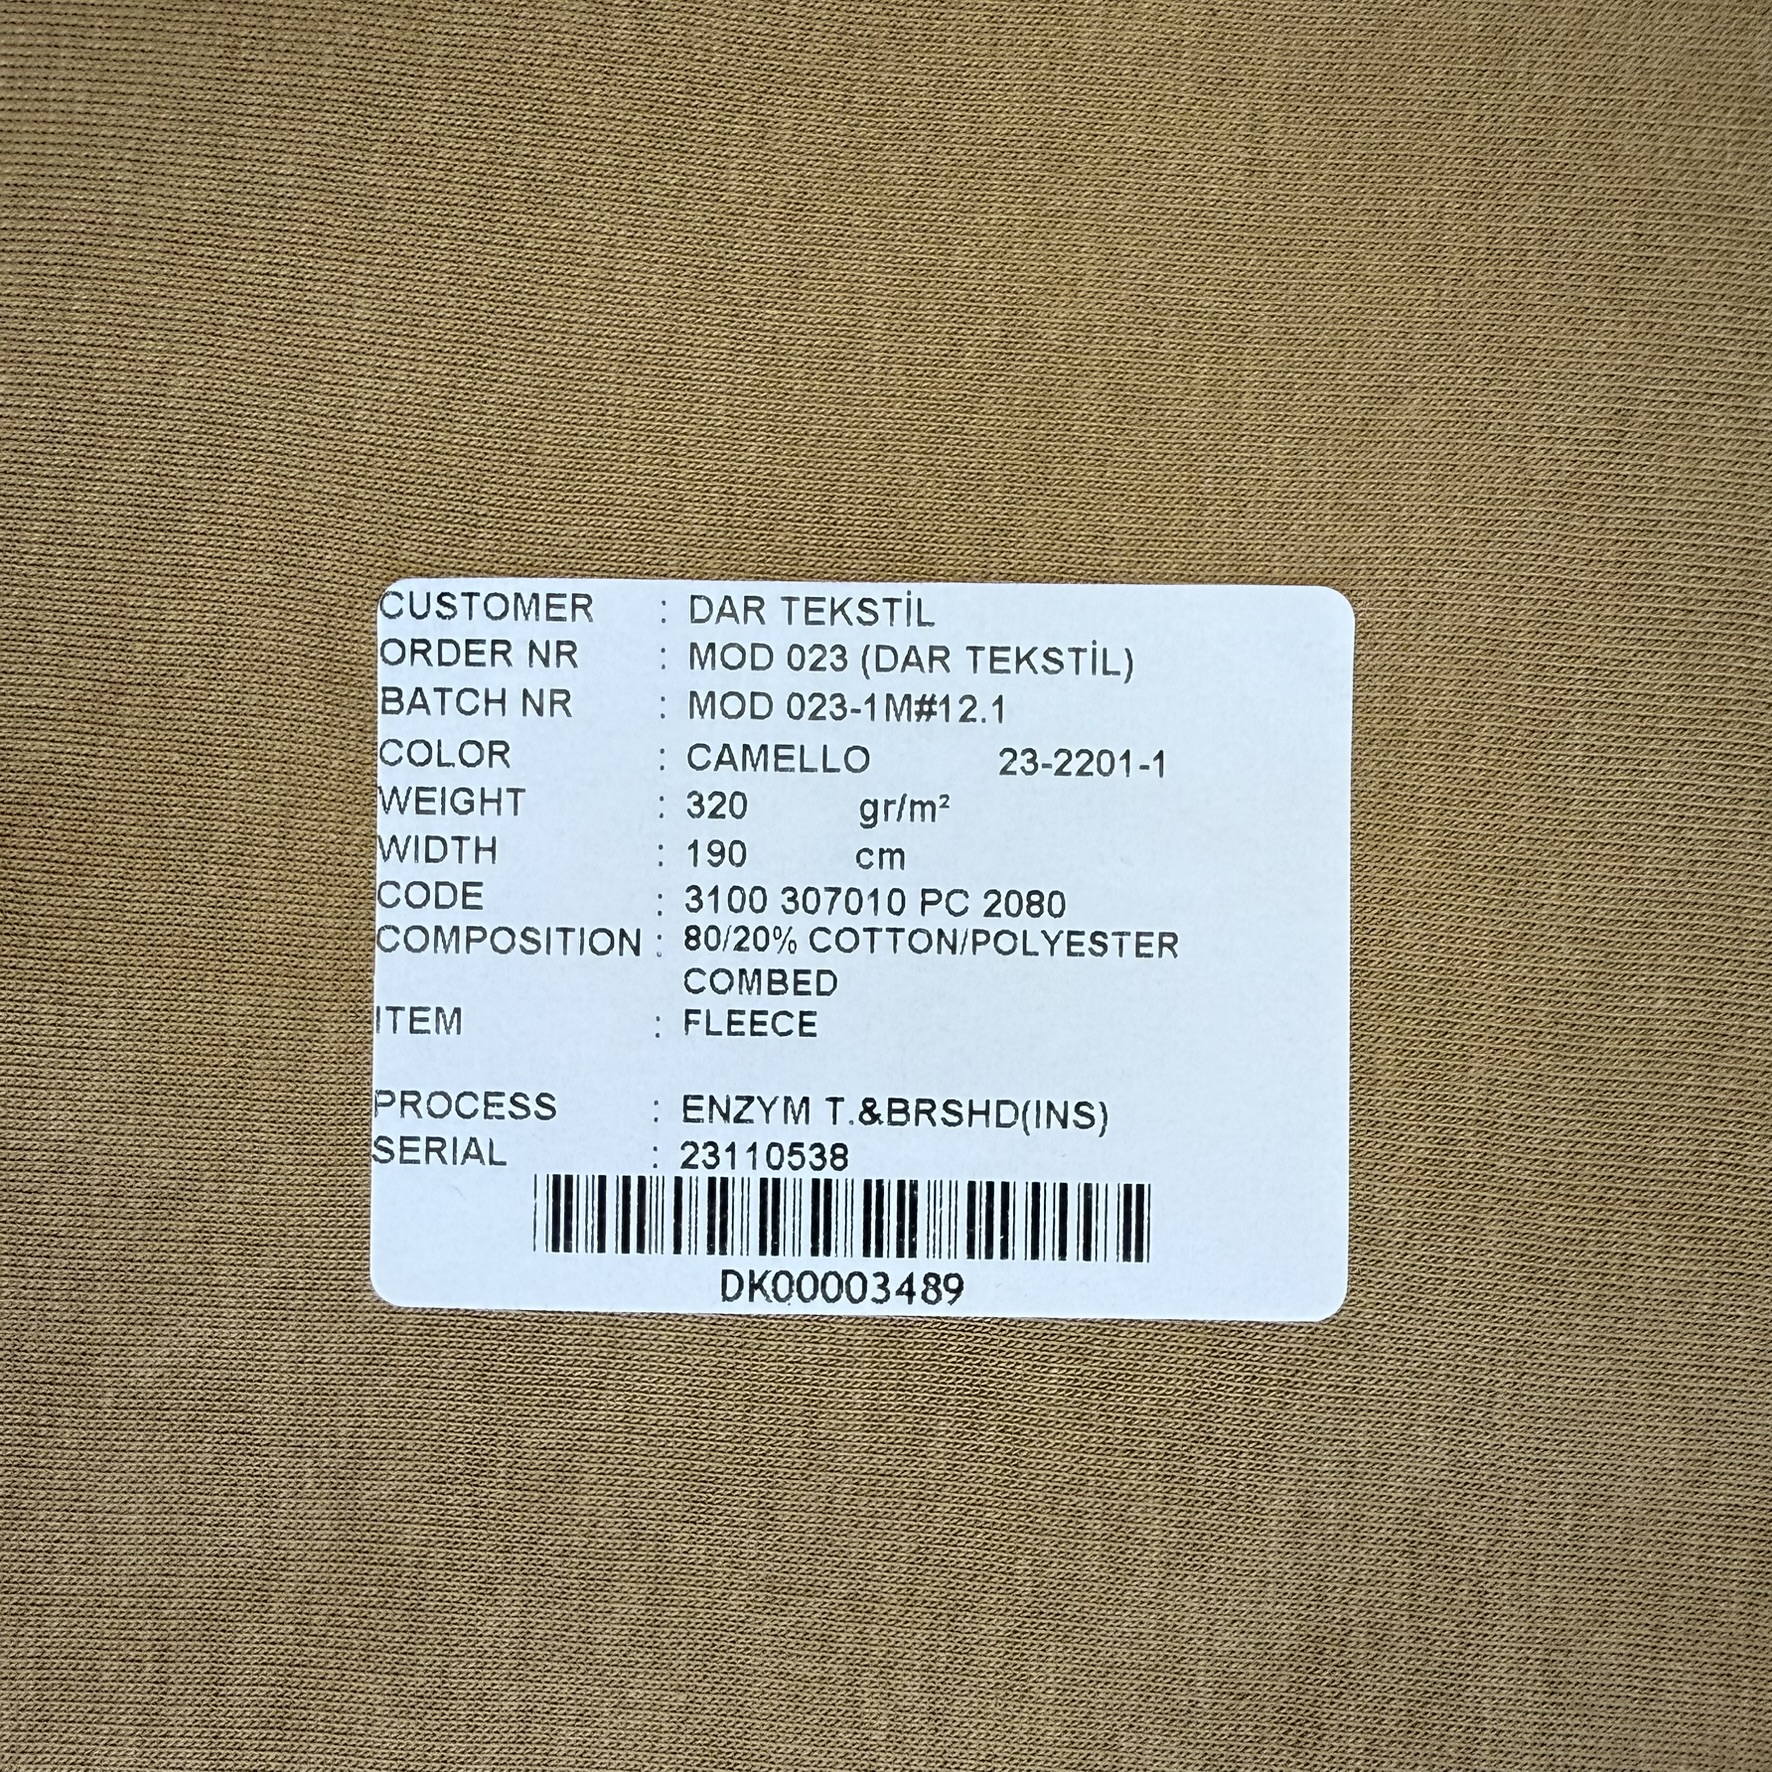 CUSTOMER : DAR TEKSTİL
ORDER NR : MOD 023 (DAR TEKSTİL)
BATCH NR : MOD 023-1M#12.1
COLOR : CAMELLO 23-2201-1
WEIGHT : 320 gr/m²
WIDTH : 190 cm
CODE : 3100 307010 PC 2080
COMPOSITION : 80/20% COTTON/POLYESTER
COMBED
ITEM : FLEECE
PROCESS : ENZYM T.&BRSHD(INS)
SERIAL : 23110538
DK00003489